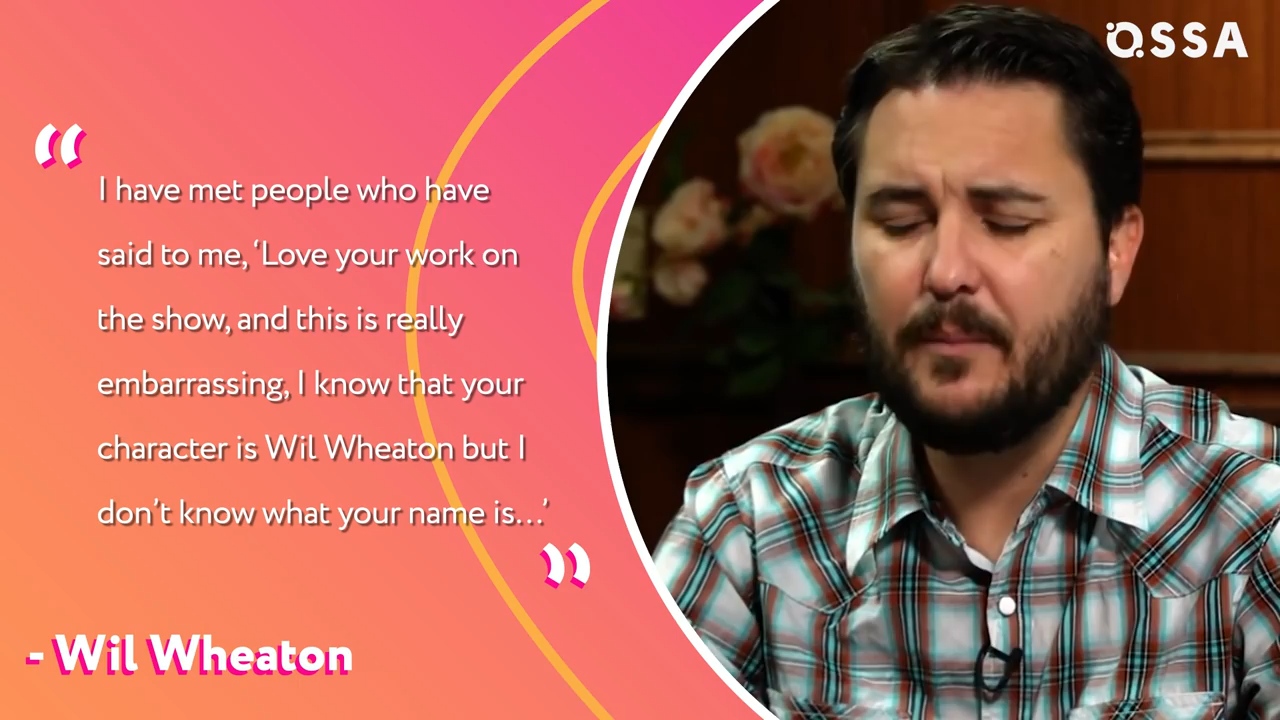 OSSA
“
I have met people who have
said to me, ‘Love your work on
the show, and this is really
embarrassing, I know that your
character is Wil Wheaton but I
don’t know what your name is...’
”
- Wil Wheaton